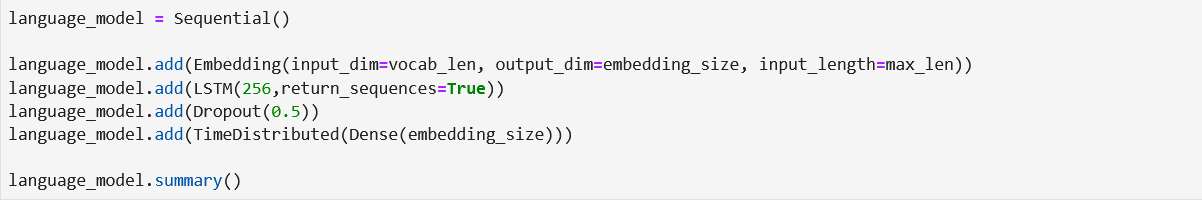 language_model = Sequential()
language_model.add(Embedding(input_dim=vocab_len, output_dim=embedding_size, input_length=max_len))
language_model.add(LSTM(256,return_sequences=True))
language_model.add(Dropout(0.5))
language_model.add(TimeDistributed(Dense(embedding_size)))
language_model.summary()